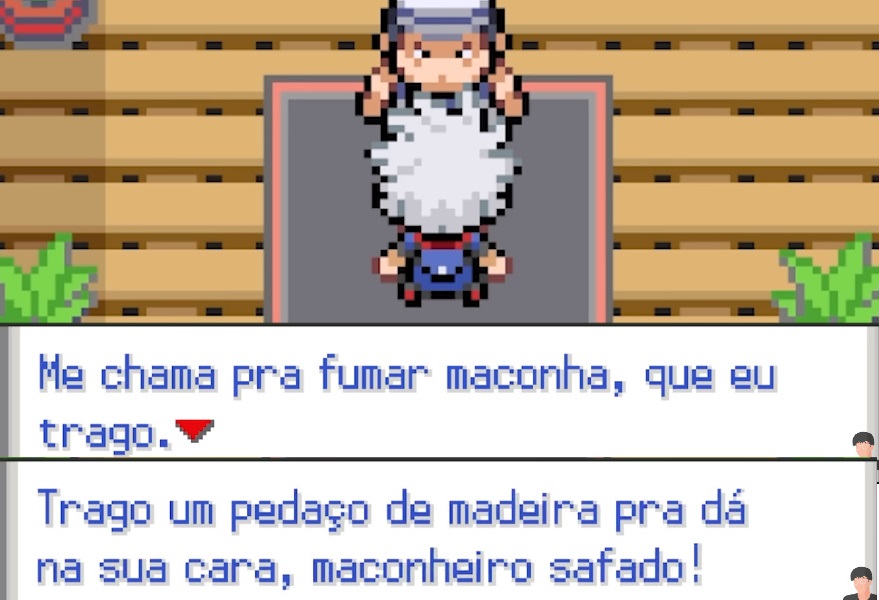 Me chama pra fumar maconha, que eu
trago.
Trago um pedaço de madeira pra dá
na sua cara, maconheiro safado!